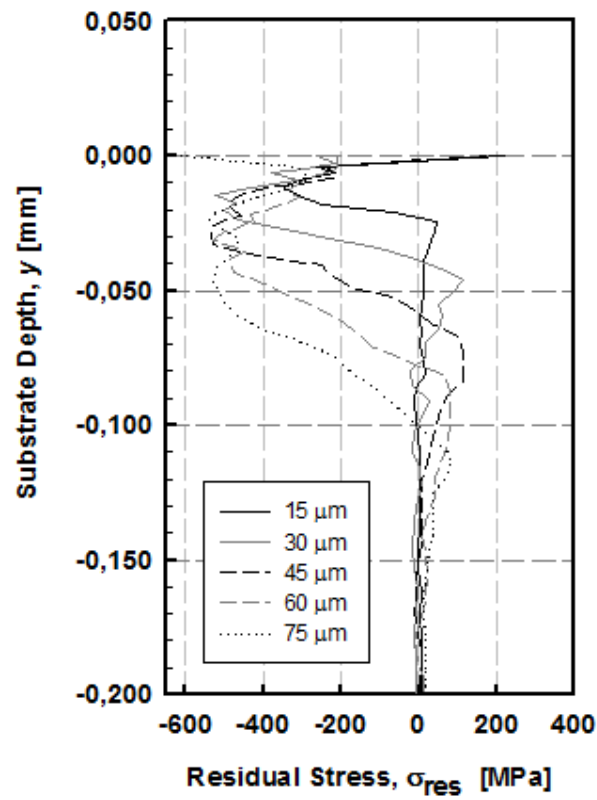 0,050
0,000
-0,050
-0,100
-0,150
-0,200
Substrate Depth, y [mm]
15 µm
30 µm
45 µm
60 µm
75 µm
-600 -400 -200 0 200 400
Residual Stress, σres [MPa]